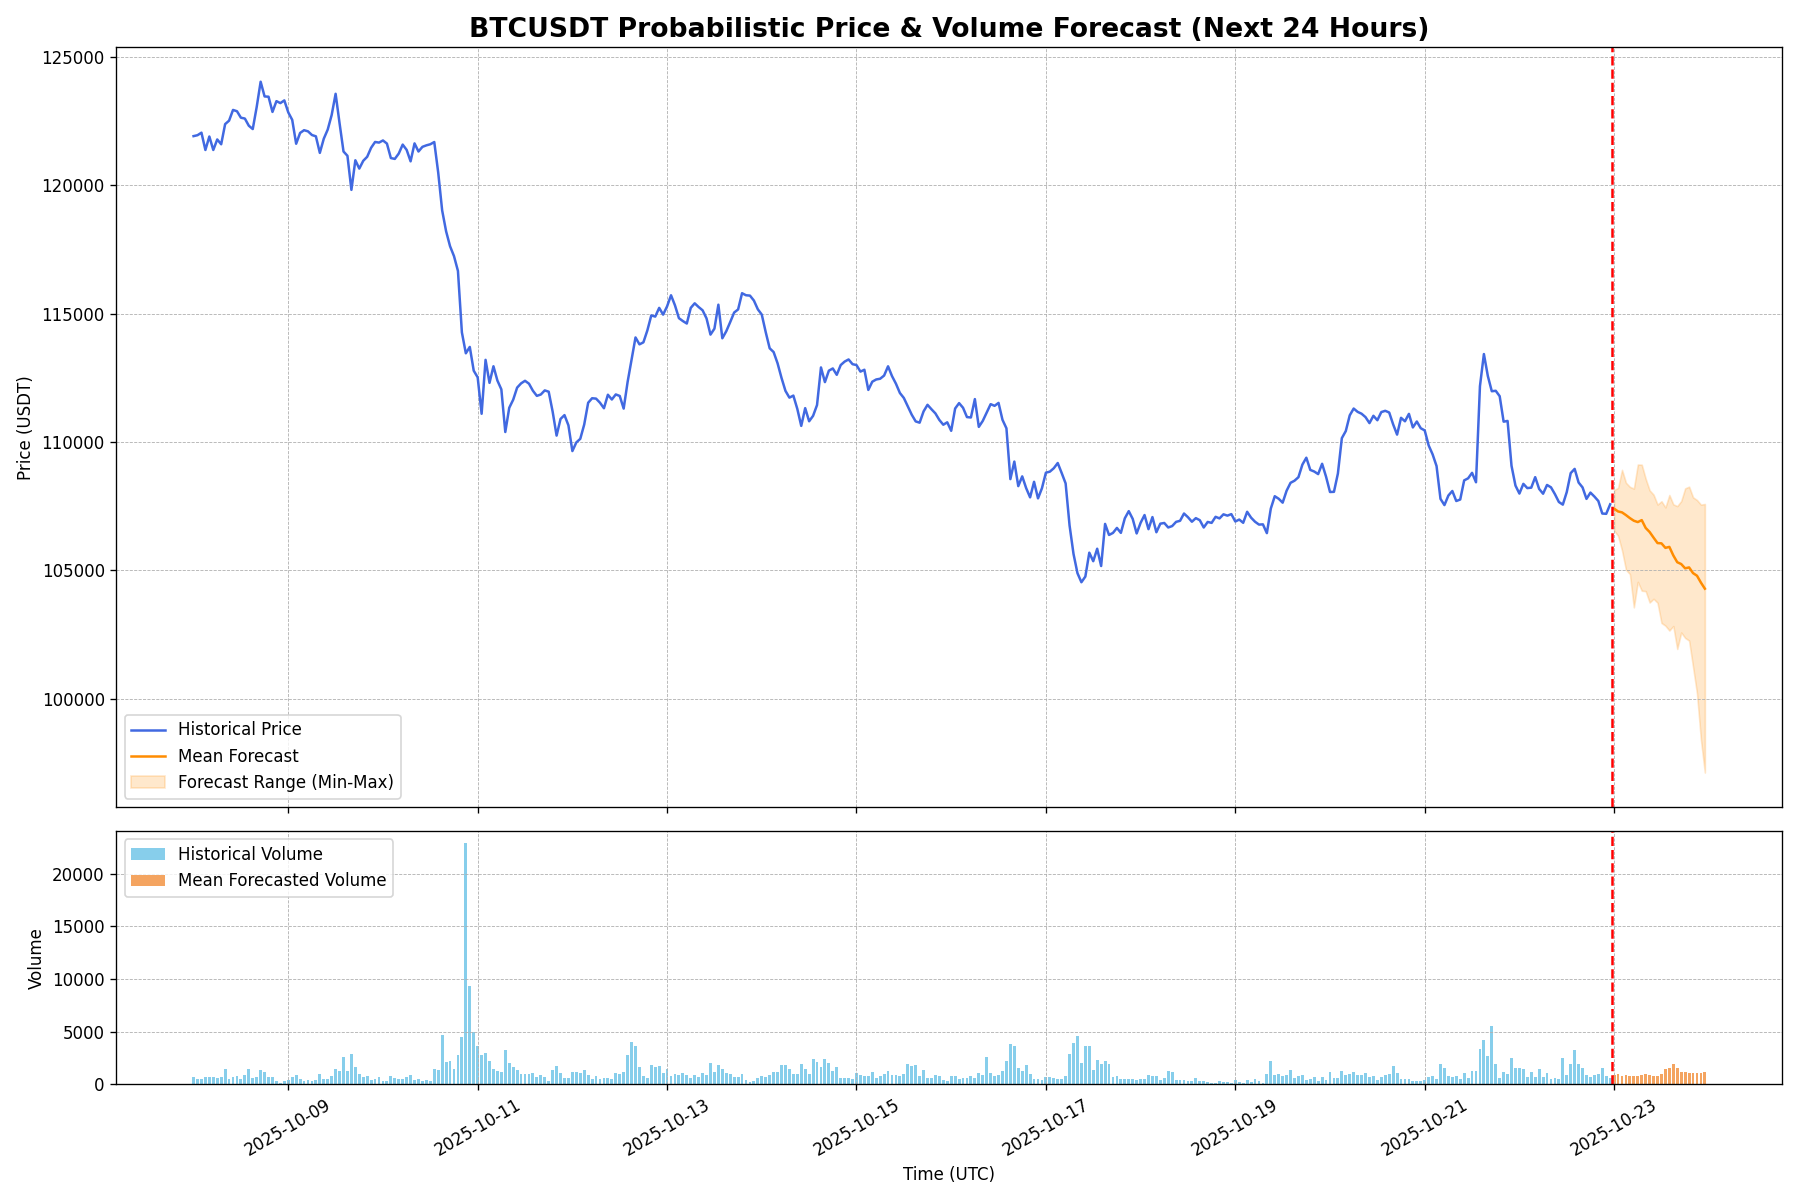 BTCUSDT Probabilistic Price & Volume Forecast (Next 24 Hours)
Price (USDT)
125000
120000
115000
110000
105000
100000
Historical Price
Mean Forecast
Forecast Range (Min-Max)
Volume
20000
15000
10000
5000
0
Historical Volume
Mean Forecasted Volume
2025-10-09
2025-10-11
2025-10-13
2025-10-15
2025-10-17
2025-10-19
2025-10-21
2025-10-23
Time (UTC)